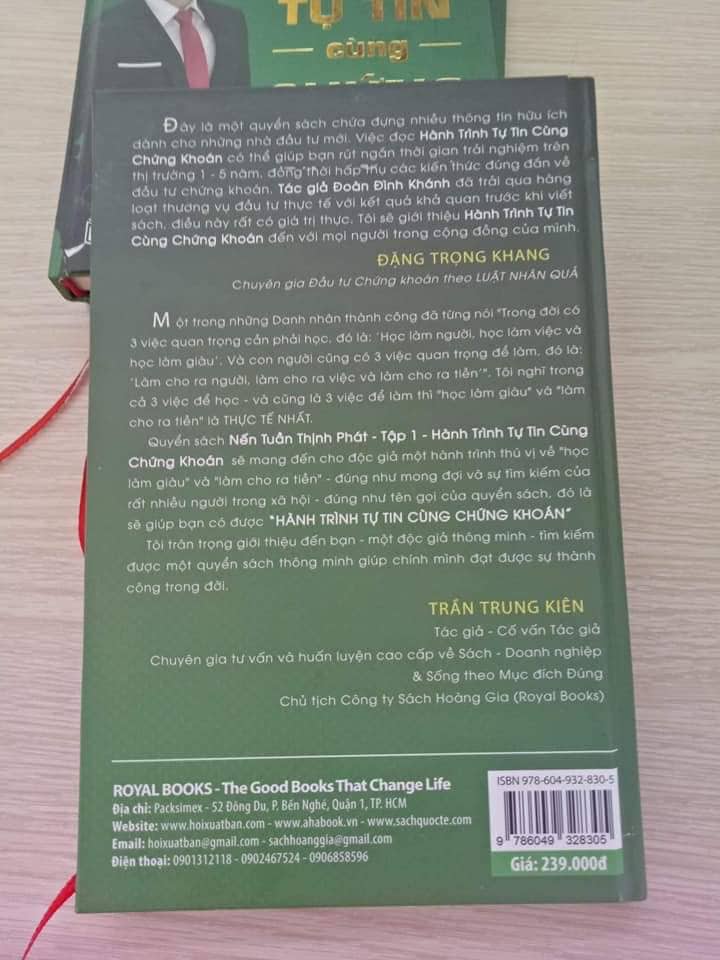 TỰ TIN
cùng
Đây là một quyển sách chứa đựng nhiều thông tin hữu ích
dành cho những nhà đầu tư mới. Việc đọc Hành Trình Tự Tin Cùng
Chứng Khoán có thể giúp bạn rút ngắn thời gian trải nghiệm trên
thị trường 1 - 5 năm, đồng thời hấp thụ các kiến thức đúng đắn về
đầu tư chứng khoán. Tác giả Đoàn Đình Khánh đã trải qua hàng
loạt thương vụ đầu tư thực tế với kết quả khả quan trước khi viết
sách, điều này rất có giá trị thực. Tôi sẽ giới thiệu Hành Trình Tự Tin
Cùng Chứng Khoán đến với mọi người trong cộng đồng của mình.
ĐẶNG TRỌNG KHANG
Chuyên gia Đầu tư Chứng khoán theo LUẬT NHÂN QUẢ
Một trong những Danh nhân thành công đã từng nói "Trong đời có
3 việc quan trọng cần phải học, đó là: 'Học làm người, học làm việc và
học làm giàu'. Và con người cũng có 3 việc quan trọng để làm, đó là:
'Làm cho ra người, làm cho ra việc và làm cho ra tiền'". Tôi nghĩ trong
cả 3 việc để học - và cũng là 3 việc để làm thì "học làm giàu" và "làm
cho ra tiền" là THỰC TẾ NHẤT.
Quyển sách Nến Tuần Thịnh Phát - Tập 1 - Hành Trình Tự Tin Cùng
Chứng Khoán sẽ mang đến cho độc giả một hành trình thú vị về "học
làm giàu" và "làm cho ra tiền" - đúng như mong đợi và sự tìm kiếm của
rất nhiều người trong xã hội - đúng như tên gọi của quyển sách, đó là
sẽ giúp bạn có được "HÀNH TRÌNH TỰ TIN CÙNG CHỨNG KHOÁN"
Tôi trân trọng giới thiệu đến bạn - một độc giả thông minh - tìm kiếm
được một quyển sách thông minh giúp chính mình đạt được sự thành
công trong đời.
TRẦN TRUNG KIÊN
Tác giả - Cố vấn Tác giả
Chuyên gia tư vấn và huấn luyện cao cấp về Sách - Doanh nghiệp
& Sống theo Mục đích Đúng
Chủ tịch Công ty Sách Hoàng Gia (Royal Books)
ROYAL BOOKS - The Good Books That Change Life
Địa chỉ: Packsimex - 52 Đông Du, P. Bến Nghé, Quận 1, TP. HCM
Website: www.hoixuatban.com - www.ahabook.vn - www.sachquocte.com
Email: hoixuatban@gmail.com - sachhoanggia@gmail.com
Điện thoại: 0901312118 - 0902467524 - 0906858596
ISBN 978-604-932-830-5
9 786049 328305
Giá: 239.000đ